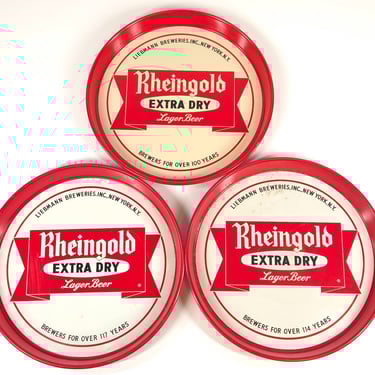 LIEBMANN BREWERIES, INC., NEW YORK, N.Y.
Rheingold
EXTRA DRY
Lager Beer
BREWERS FOR OVER 100 YEARS
LIEBMANN BREWERIES, INC., NEW YORK, N.Y.
Rheingold
EXTRA DRY
Lager Beer
®
BREWERS FOR OVER 117 YEARS
LIEBMANN BREWERIES, INC., NEW YORK, N.Y.
Rheingold
EXTRA DRY
Lager Beer
®
BREWERS FOR OVER 114 YEARS